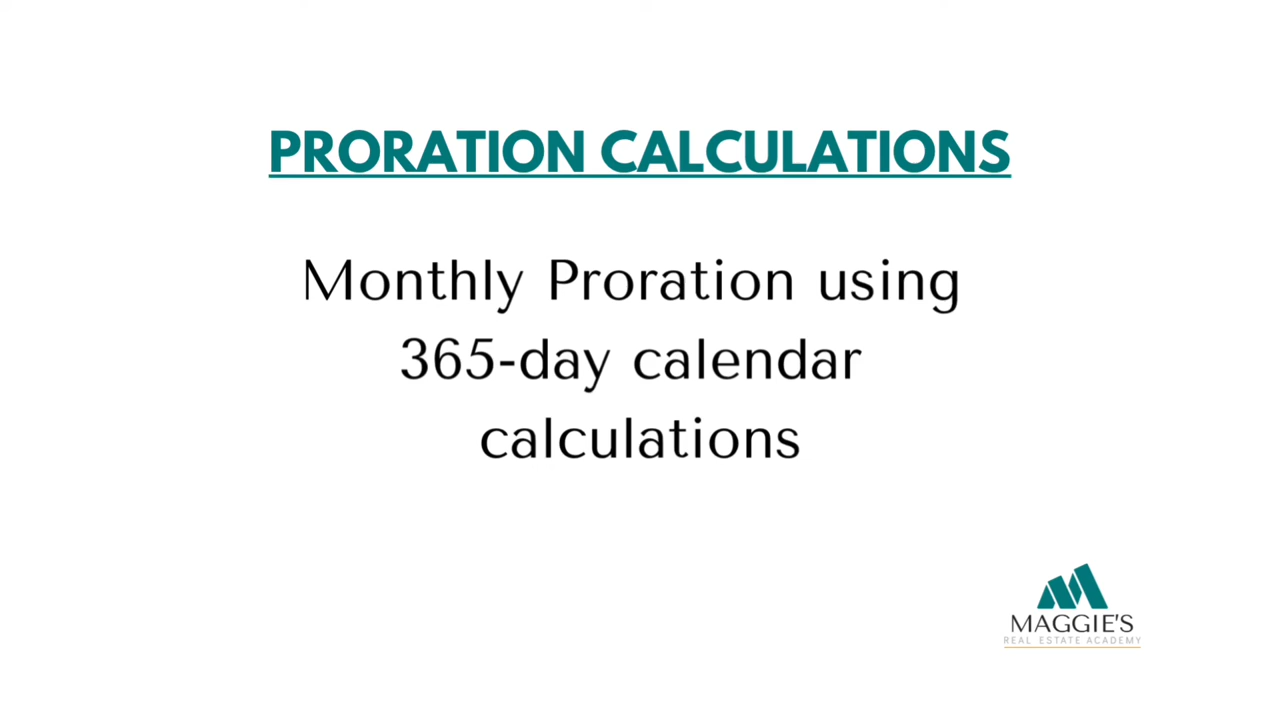 PRORATION CALCULATIONS
Monthly Proration using
365-day calendar
calculations
MAGGIE'S
REAL ESTATE ACADEMY